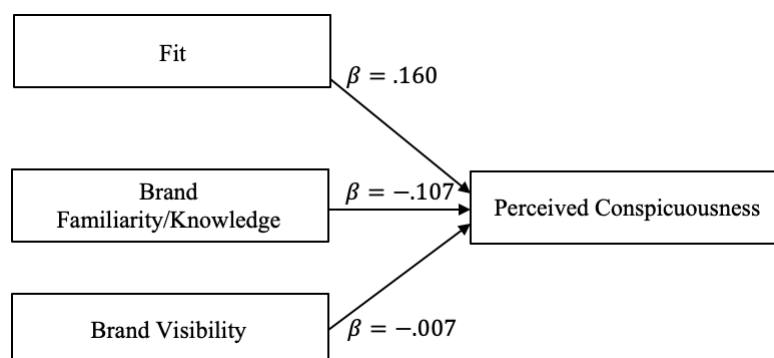 Fit
β = .160
Brand
Familiarity/Knowledge
β = −.107
Perceived Conspicuousness
Brand Visibility
β = −.007